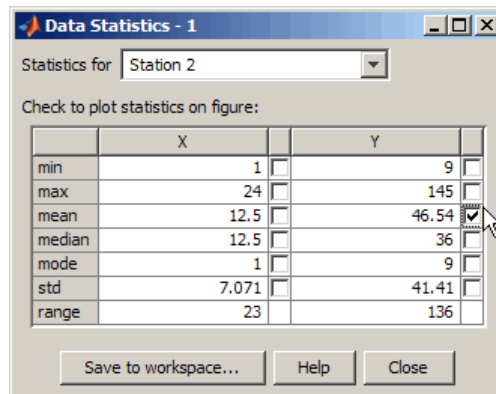 Data Statistics - 1
Statistics for Station 2
Check to plot statistics on figure:
X Y
min 1 9
max 24 145
mean 12.5 46.54
median 12.5 36
mode 1 9
std 7.071 41.41
range 23 136
Save to workspace... Help Close